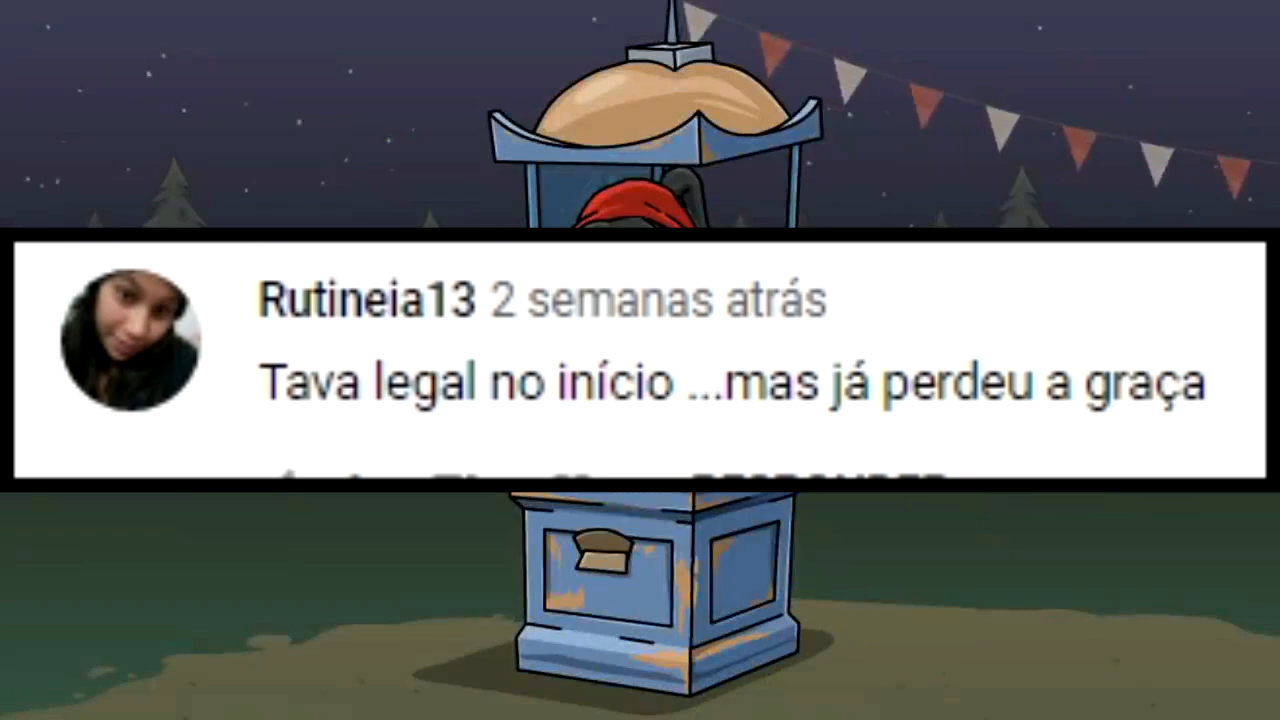 Rutineia13 2 semanas atrás
Tava legal no início ...mas já perdeu a graça